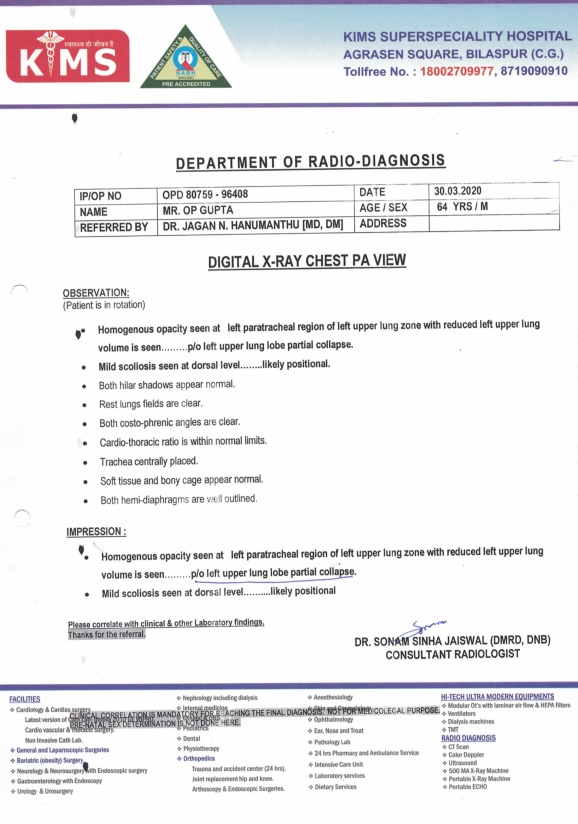 स्वास्थ्य ही जीवन है
KIMS
PATIENT SAFETY & QUALITY OF CARE
PRE ACCREDITED
KIMS SUPERSPECIALITY HOSPITAL
AGRASEN SQUARE, BILASPUR (C.G.)
Tollfree No. : 18002709977, 8719090910
DEPARTMENT OF RADIO-DIAGNOSIS
IP/OP NO OPD 80759 - 96408 DATE 30.03.2020
NAME MR. OP GUPTA AGE / SEX 64 YRS / M
REFERRED BY DR. JAGAN N. HANUMANTHU [MD, DM] ADDRESS
DIGITAL X-RAY CHEST PA VIEW
OBSERVATION:
(Patient is in rotation)
• Homogenous opacity seen at left paratracheal region of left upper lung zone with reduced left upper lung
volume is seen.........p/o left upper lung lobe partial collapse.
• Mild scoliosis seen at dorsal level........likely positional.
• Both hilar shadows appear normal.
• Rest lungs fields are clear.
• Both costo-phrenic angles are clear.
• Cardio-thoracic ratio is within normal limits.
• Trachea centrally placed.
• Soft tissue and bony cage appear normal.
• Both hemi-diaphragms are well outlined.
IMPRESSION :
• Homogenous opacity seen at left paratracheal region of left upper lung zone with reduced left upper lung
volume is seen.........p/o left upper lung lobe partial collapse.
• Mild scoliosis seen at dorsal level..........likely positional
Please correlate with clinical & other Laboratory findings.
Thanks for the referral.
DR. SONAM SINHA JAISWAL (DMRD, DNB)
CONSULTANT RADIOLOGIST
CLINICAL CORRELATION IS MANDATORY FOR REACHING THE FINAL DIAGNOSIS. NOT FOR MEDICOLEGAL PURPOSE.
PRE-NATAL SEX DETERMINATION IS NOT DONE HERE.
FACILITIES
❖ Cardiology & Cardias surgery
Latest version of
Cardio vascular & Thoracic surgery.
Non Invasive Cath Lab.
❖ General and Laparoscopic Surgeries
❖ Bariatric (obesity) Surgery
❖ Neurology & Neurosurgery with Endoscopic surgery
❖ Gastroenterology with Endoscopy
❖ Urology & Urosurgery
❖ Nephrology including dialysis
❖ Internal medicine
❖ Pediatrics
❖ Dental
❖ Physiotherapy
❖ Orthopedics
Trauma and accident center (24 hrs).
Joint replacement hip and knee.
Arthoscopy & Endoscopic Surgeries.
❖ Anesthesiology
❖ Ophthalmology
❖ Ear, Nose and Treat
❖ Pathology Lab
❖ 24 hrs Pharmacy and Ambulance Service
❖ Intensive Care Unit
❖ Laboratory services
❖ Dietary Services
HI-TECH ULTRA MODERN EQUIPMENTS
❖ Modular Ot's with laminar air flow & HEPA filters
❖ Ventilators
❖ Dialysis machines
❖ TMT
RADIO DIAGNOSIS
❖ CT Scan
❖ Color Doppler
❖ Ultrasound
❖ 500 MA X-Ray Machine
❖ Portable X-Ray Machine
❖ Portable ECHO